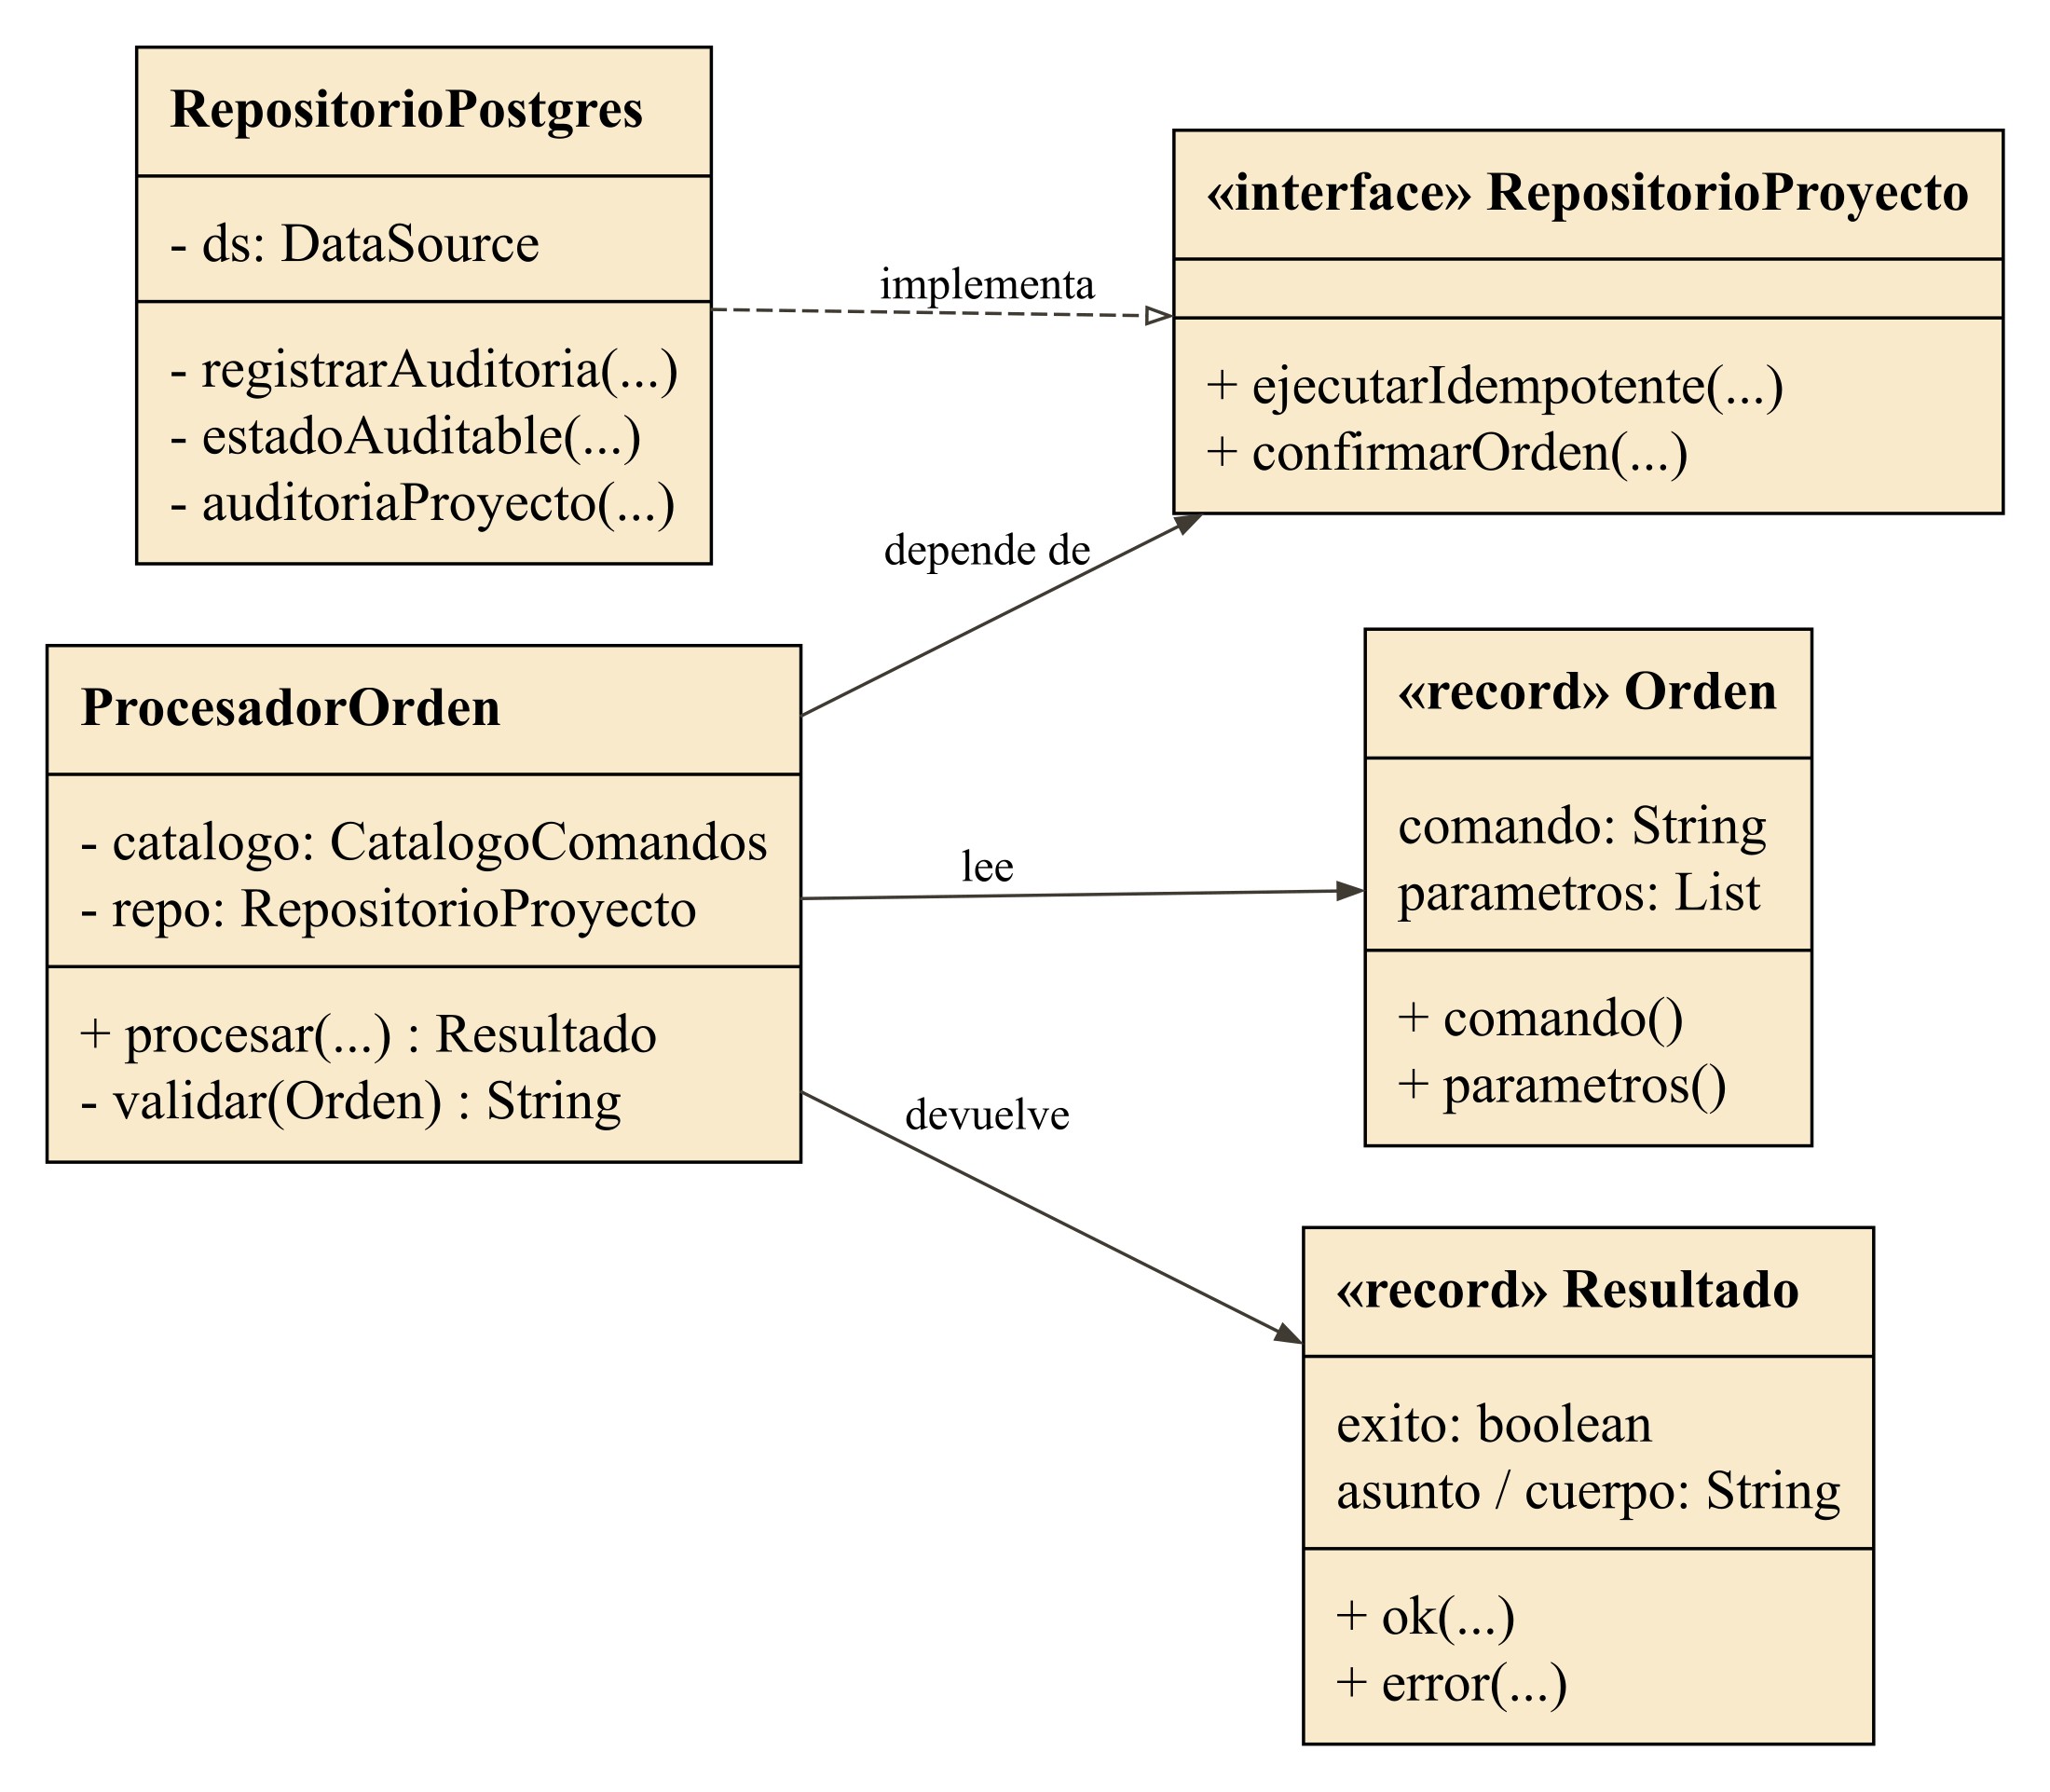 RepositorioPostgres
- ds: DataSource
- registrarAuditoria(...)
- estadoAuditable(...)
- auditoriaProyecto(...)
implementa
«interface» RepositorioProyecto
+ ejecutarIdempotente(...)
+ confirmarOrden(...)
depende de
ProcesadorOrden
- catalogo: CatalogoComandos
- repo: RepositorioProyecto
+ procesar(...) : Resultado
- validar(Orden) : String
lee
«record» Orden
comando: String
parametros: List
+ comando()
+ parametros()
devuelve
«record» Resultado
exito: boolean
asunto / cuerpo: String
+ ok(...)
+ error(...)